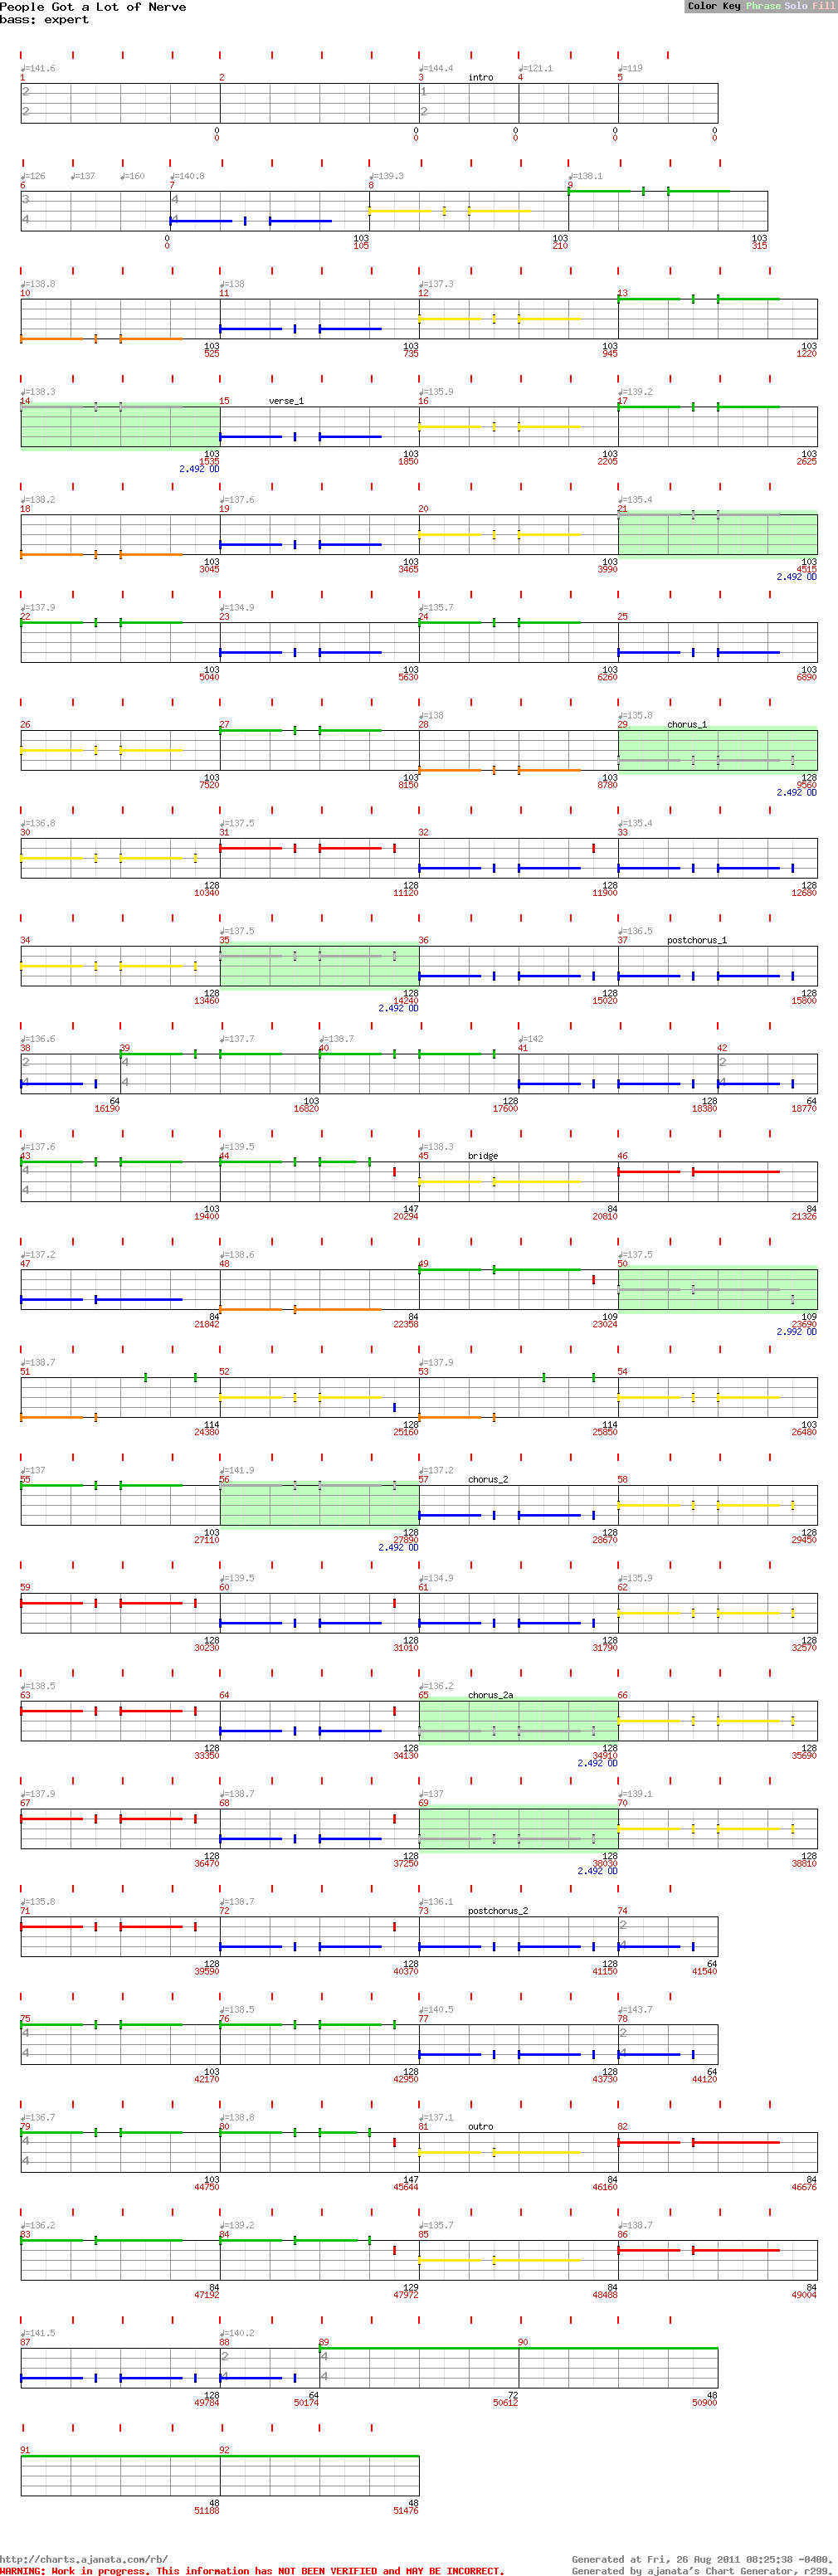 People Got a Lot of Nerve
bass: expert
Color Key Phrase Solo Fill
♩=141.6 ♩=144.4 ♩=121.1 ♩=119
1 2 3 intro 4 5
2 1
2 2
0 0 0 0 0
0 0 0 0 0
♩=126 ♩=137 ♩=160 ♩=140.8 ♩=139.3 ♩=138.1
6 7 8 9
3 4
4 4
0 103 103 103
0 105 210 315
♩=138.8 ♩=138 ♩=137.3
10 11 12 13
103 103 103 103
525 735 945 1220
♩=138.3 ♩=135.9 ♩=139.2
14 15 verse_1 16 17
103 103 103 103
1535 1850 2205 2625
2.492 OD
♩=138.2 ♩=137.6 ♩=135.4
18 19 20 21
103 103 103 103
3045 3465 3990 4515
2.492 OD
♩=137.9 ♩=134.9 ♩=135.7
22 23 24 25
103 103 103 103
5040 5630 6260 6890
♩=138 ♩=135.8
26 27 28 29 chorus_1
103 103 103 128
7520 8150 8780 9560
2.492 OD
♩=136.8 ♩=137.5 ♩=135.4
30 31 32 33
128 128 128 128
10340 11120 11900 12680
♩=137.5 ♩=136.5
34 35 36 37 postchorus_1
128 128 128 128
13460 14240 15020 15800
2.492 OD
♩=136.6 ♩=137.7 ♩=138.7 ♩=142
38 39 40 41 42
2 4 2
4 4 4
64 103 128 128 64
16190 16820 17600 18380 18770
♩=137.6 ♩=139.5 ♩=138.3
43 44 45 bridge 46
4
4
103 147 84 84
19400 20294 20810 21326
♩=137.2 ♩=138.6 ♩=137.5
47 48 49 50
84 84 109 109
21842 22358 23024 23690
2.992 OD
♩=138.7 ♩=137.9
51 52 53 54
114 128 114 103
24380 25160 25850 26480
♩=137 ♩=141.9 ♩=137.2
55 56 57 chorus_2 58
103 128 128 128
27110 27890 28670 29450
2.492 OD
♩=139.5 ♩=134.9 ♩=135.9
59 60 61 62
128 128 128 128
30230 31010 31790 32570
♩=138.5 ♩=136.2
63 64 65 chorus_2a 66
128 128 128 128
33350 34130 34910 35690
2.492 OD
♩=137.9 ♩=138.7 ♩=137 ♩=139.1
67 68 69 70
128 128 128 128
36470 37250 38030 38810
2.492 OD
♩=135.8 ♩=138.7 ♩=136.1
71 72 73 postchorus_2 74
2
4
128 128 128 64
39590 40370 41150 41540
♩=138.5 ♩=140.5 ♩=143.7
75 76 77 78
4 2
4 4
103 128 128 64
42170 42950 43730 44120
♩=136.7 ♩=138.8 ♩=137.1
79 80 81 outro 82
4
4
103 147 84 84
44750 45644 46160 46676
♩=136.2 ♩=139.2 ♩=135.7 ♩=138.7
83 84 85 86
84 129 84 84
47192 47972 48488 49004
♩=141.5 ♩=140.2
87 88 89 90
2 4
4 4
128 64 72 48
49784 50174 50612 50900
91 92
48 48
51188 51476
http://charts.ajanata.com/rb/ Generated at Fri, 26 Aug 2011 08:25:38 -0400.
WARNING: Work in progress. This information has NOT BEEN VERIFIED and MAY BE INCORRECT. Generated by ajanata's Chart Generator, r299.